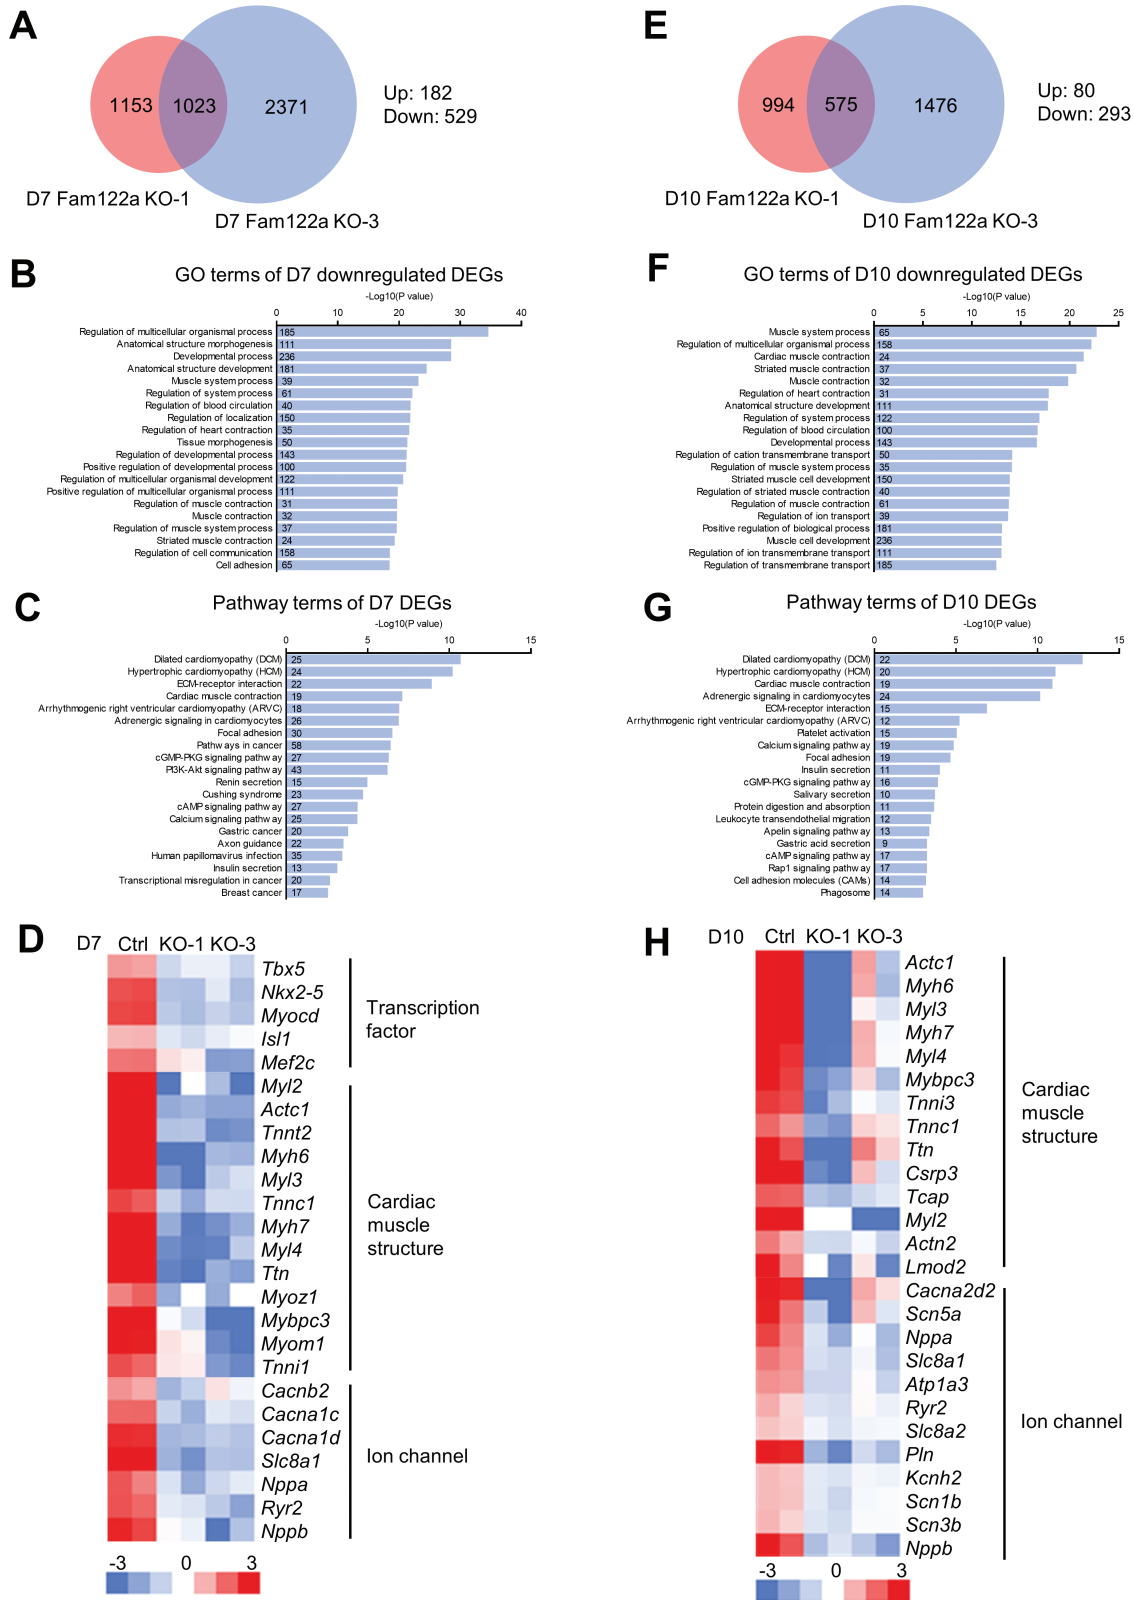 A
1153
1023
2371
Up: 182
Down: 529
D7 Fam122a KO-1
D7 Fam122a KO-3
B
GO terms of D7 downregulated DEGs
-Log10(P value)
0 10 20 30 40
Regulation of multicellular organismal process 185
Anatomical structure morphogenesis 111
Developmental process 236
Anatomical structure development 181
Muscle system process 39
Regulation of system process 61
Regulation of blood circulation 40
Regulation of localization 150
Regulation of heart contraction 35
Tissue morphogenesis 50
Regulation of developmental process 143
Positive regulation of developmental process 100
Regulation of multicellular organismal development 122
Positive regulation of multicellular organismal process 111
Regulation of muscle contraction 31
Muscle contraction 32
Regulation of muscle system process 37
Striated muscle contraction 24
Regulation of cell communication 158
Cell adhesion 65
C
Pathway terms of D7 DEGs
-Log10(P value)
0 5 10 15
Dilated cardiomyopathy (DCM) 25
Hypertrophic cardiomyopathy (HCM) 24
ECM-receptor interaction 22
Cardiac muscle contraction 19
Arrhythmogenic right ventricular cardiomyopathy (ARVC) 18
Adrenergic signaling in cardiomyocytes 26
Focal adhesion 30
Pathways in cancer 58
cGMP-PKG signaling pathway 27
PI3K-Akt signaling pathway 43
Renin secretion 15
Cushing syndrome 23
cAMP signaling pathway 27
Calcium signaling pathway 25
Gastric cancer 20
Axon guidance 22
Human papillomavirus infection 35
Insulin secretion 13
Transcriptional misregulation in cancer 20
Breast cancer 17
D
D7 Ctrl KO-1 KO-3
Tbx5
Nkx2-5
Myocd
Isl1
Mef2c
Transcription
factor
Myl2
Actc1
Tnnt2
Myh6
Myl3
Tnnc1
Myh7
Myl4
Ttn
Myoz1
Mybpc3
Myom1
Tnni1
Cardiac
muscle
structure
Cacnb2
Cacna1c
Cacna1d
Slc8a1
Nppa
Ryr2
Nppb
Ion channel
-3 0 3
E
994
575
1476
Up: 80
Down: 293
D10 Fam122a KO-1
D10 Fam122a KO-3
F
GO terms of D10 downregulated DEGs
-Log10(P value)
0 5 10 15 20 25
Muscle system process 65
Regulation of multicellular organismal process 158
Cardiac muscle contraction 24
Striated muscle contraction 37
Muscle contraction 32
Regulation of heart contraction 31
Anatomical structure development 111
Regulation of system process 122
Regulation of blood circulation 100
Developmental process 143
Regulation of cation transmembrane transport 50
Regulation of muscle system process 35
Striated muscle cell development 150
Regulation of striated muscle contraction 40
Regulation of muscle contraction 61
Regulation of ion transport 39
Positive regulation of biological process 181
Muscle cell development 236
Regulation of ion transmembrane transport 111
Regulation of transmembrane transport 185
G
Pathway terms of D10 DEGs
-Log10(P value)
0 5 10 15
Dilated cardiomyopathy (DCM) 22
Hypertrophic cardiomyopathy (HCM) 20
Cardiac muscle contraction 19
Adrenergic signaling in cardiomyocytes 24
ECM-receptor interaction 15
Arrhythmogenic right ventricular cardiomyopathy (ARVC) 12
Platelet activation 15
Calcium signaling pathway 19
Focal adhesion 19
Insulin secretion 11
cGMP-PKG signaling pathway 16
Salivary secretion 10
Protein digestion and absorption 11
Leukocyte transendothelial migration 12
Apelin signaling pathway 13
Gastric acid secretion 9
cAMP signaling pathway 17
Rap1 signaling pathway 17
Cell adhesion molecules (CAMs) 14
Phagosome 14
H
D10 Ctrl KO-1 KO-3
Actc1
Myh6
Myl3
Myh7
Myl4
Mybpc3
Tnni3
Tnnc1
Ttn
Csrp3
Tcap
Myl2
Actn2
Lmod2
Cardiac
muscle
structure
Cacna2d2
Scn5a
Nppa
Slc8a1
Atp1a3
Ryr2
Slc8a2
Pln
Kcnh2
Scn1b
Scn3b
Nppb
Ion channel
-3 0 3